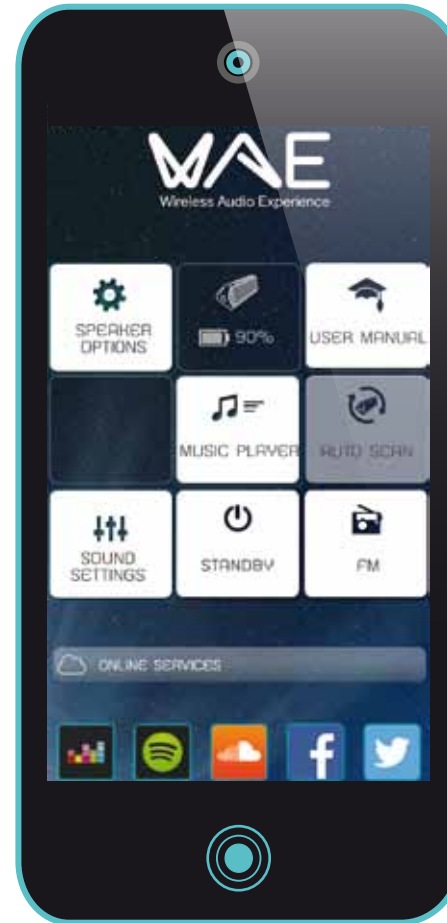 WAE
Wireless Audio Experience
SPEAKER
OPTIONS
90%
USER MANUAL
MUSIC PLAYER
AUTO SCAN
SOUND
SETTINGS
STANDBY
FM
ONLINE SERVICES
f